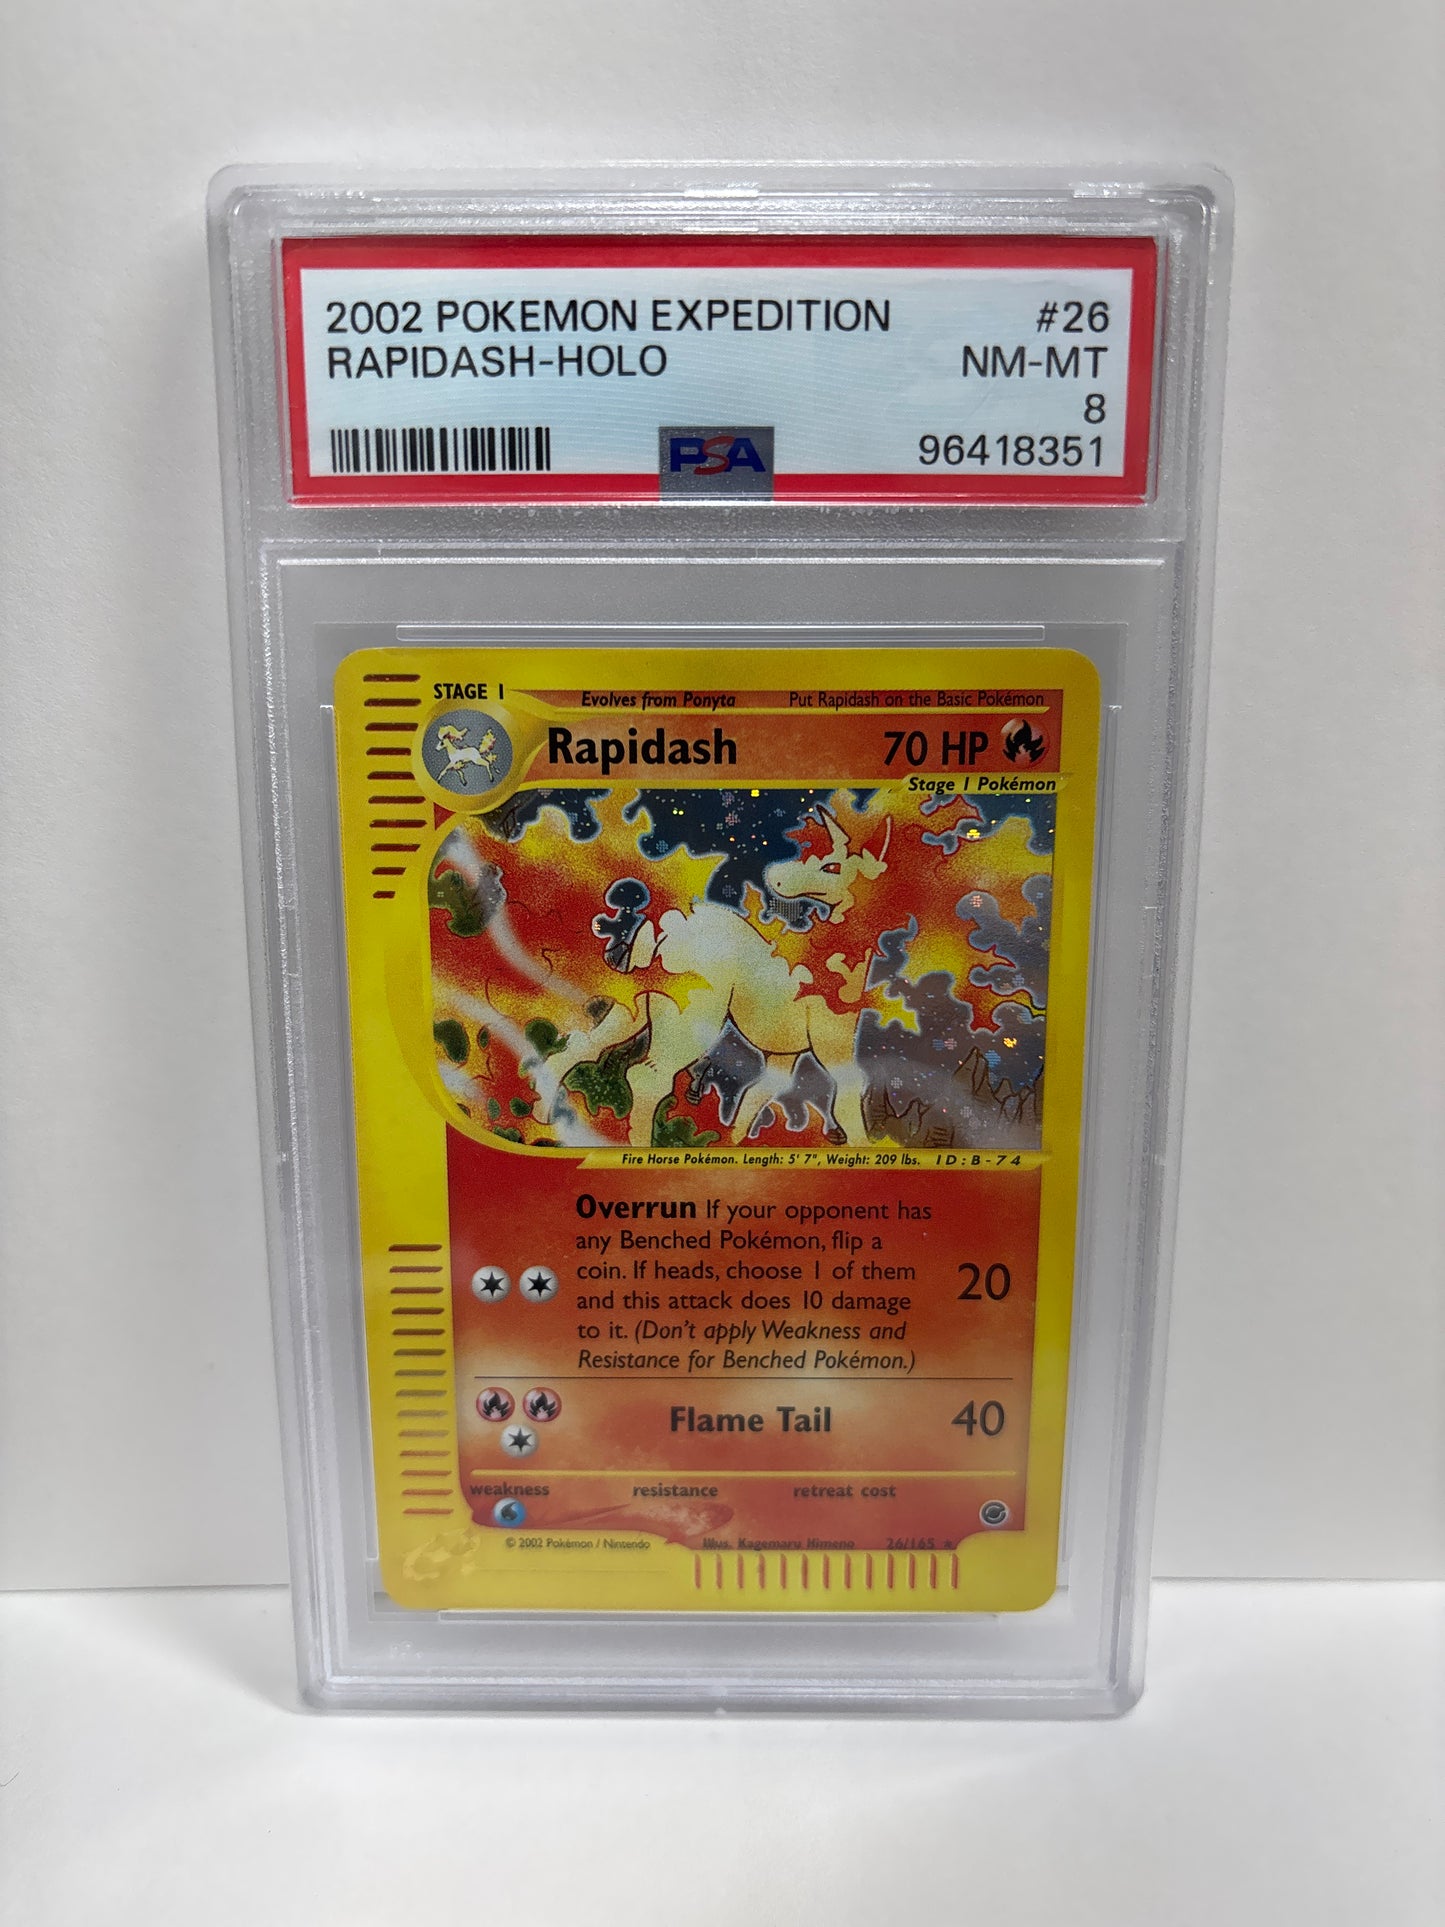 2002 POKEMON EXPEDITION #26
RAPIDASH-HOLO NM-MT
8
PSA 96418351
STAGE 1 Evolves from Ponyta Put Rapidash on the Basic Pokémon
Rapidash 70 HP
Stage 1 Pokémon
Fire Horse Pokémon. Length: 5' 7", Weight: 209 lbs. ID:B-74
Overrun If your opponent has
any Benched Pokémon, flip a
coin. If heads, choose 1 of them
and this attack does 10 damage
to it. (Don't apply Weakness and
Resistance for Benched Pokémon.)
20
Flame Tail 40
weakness resistance retreat cost
© 2002 Pokémon / Nintendo Illus. Kagemaru Himeno 26/165 ★